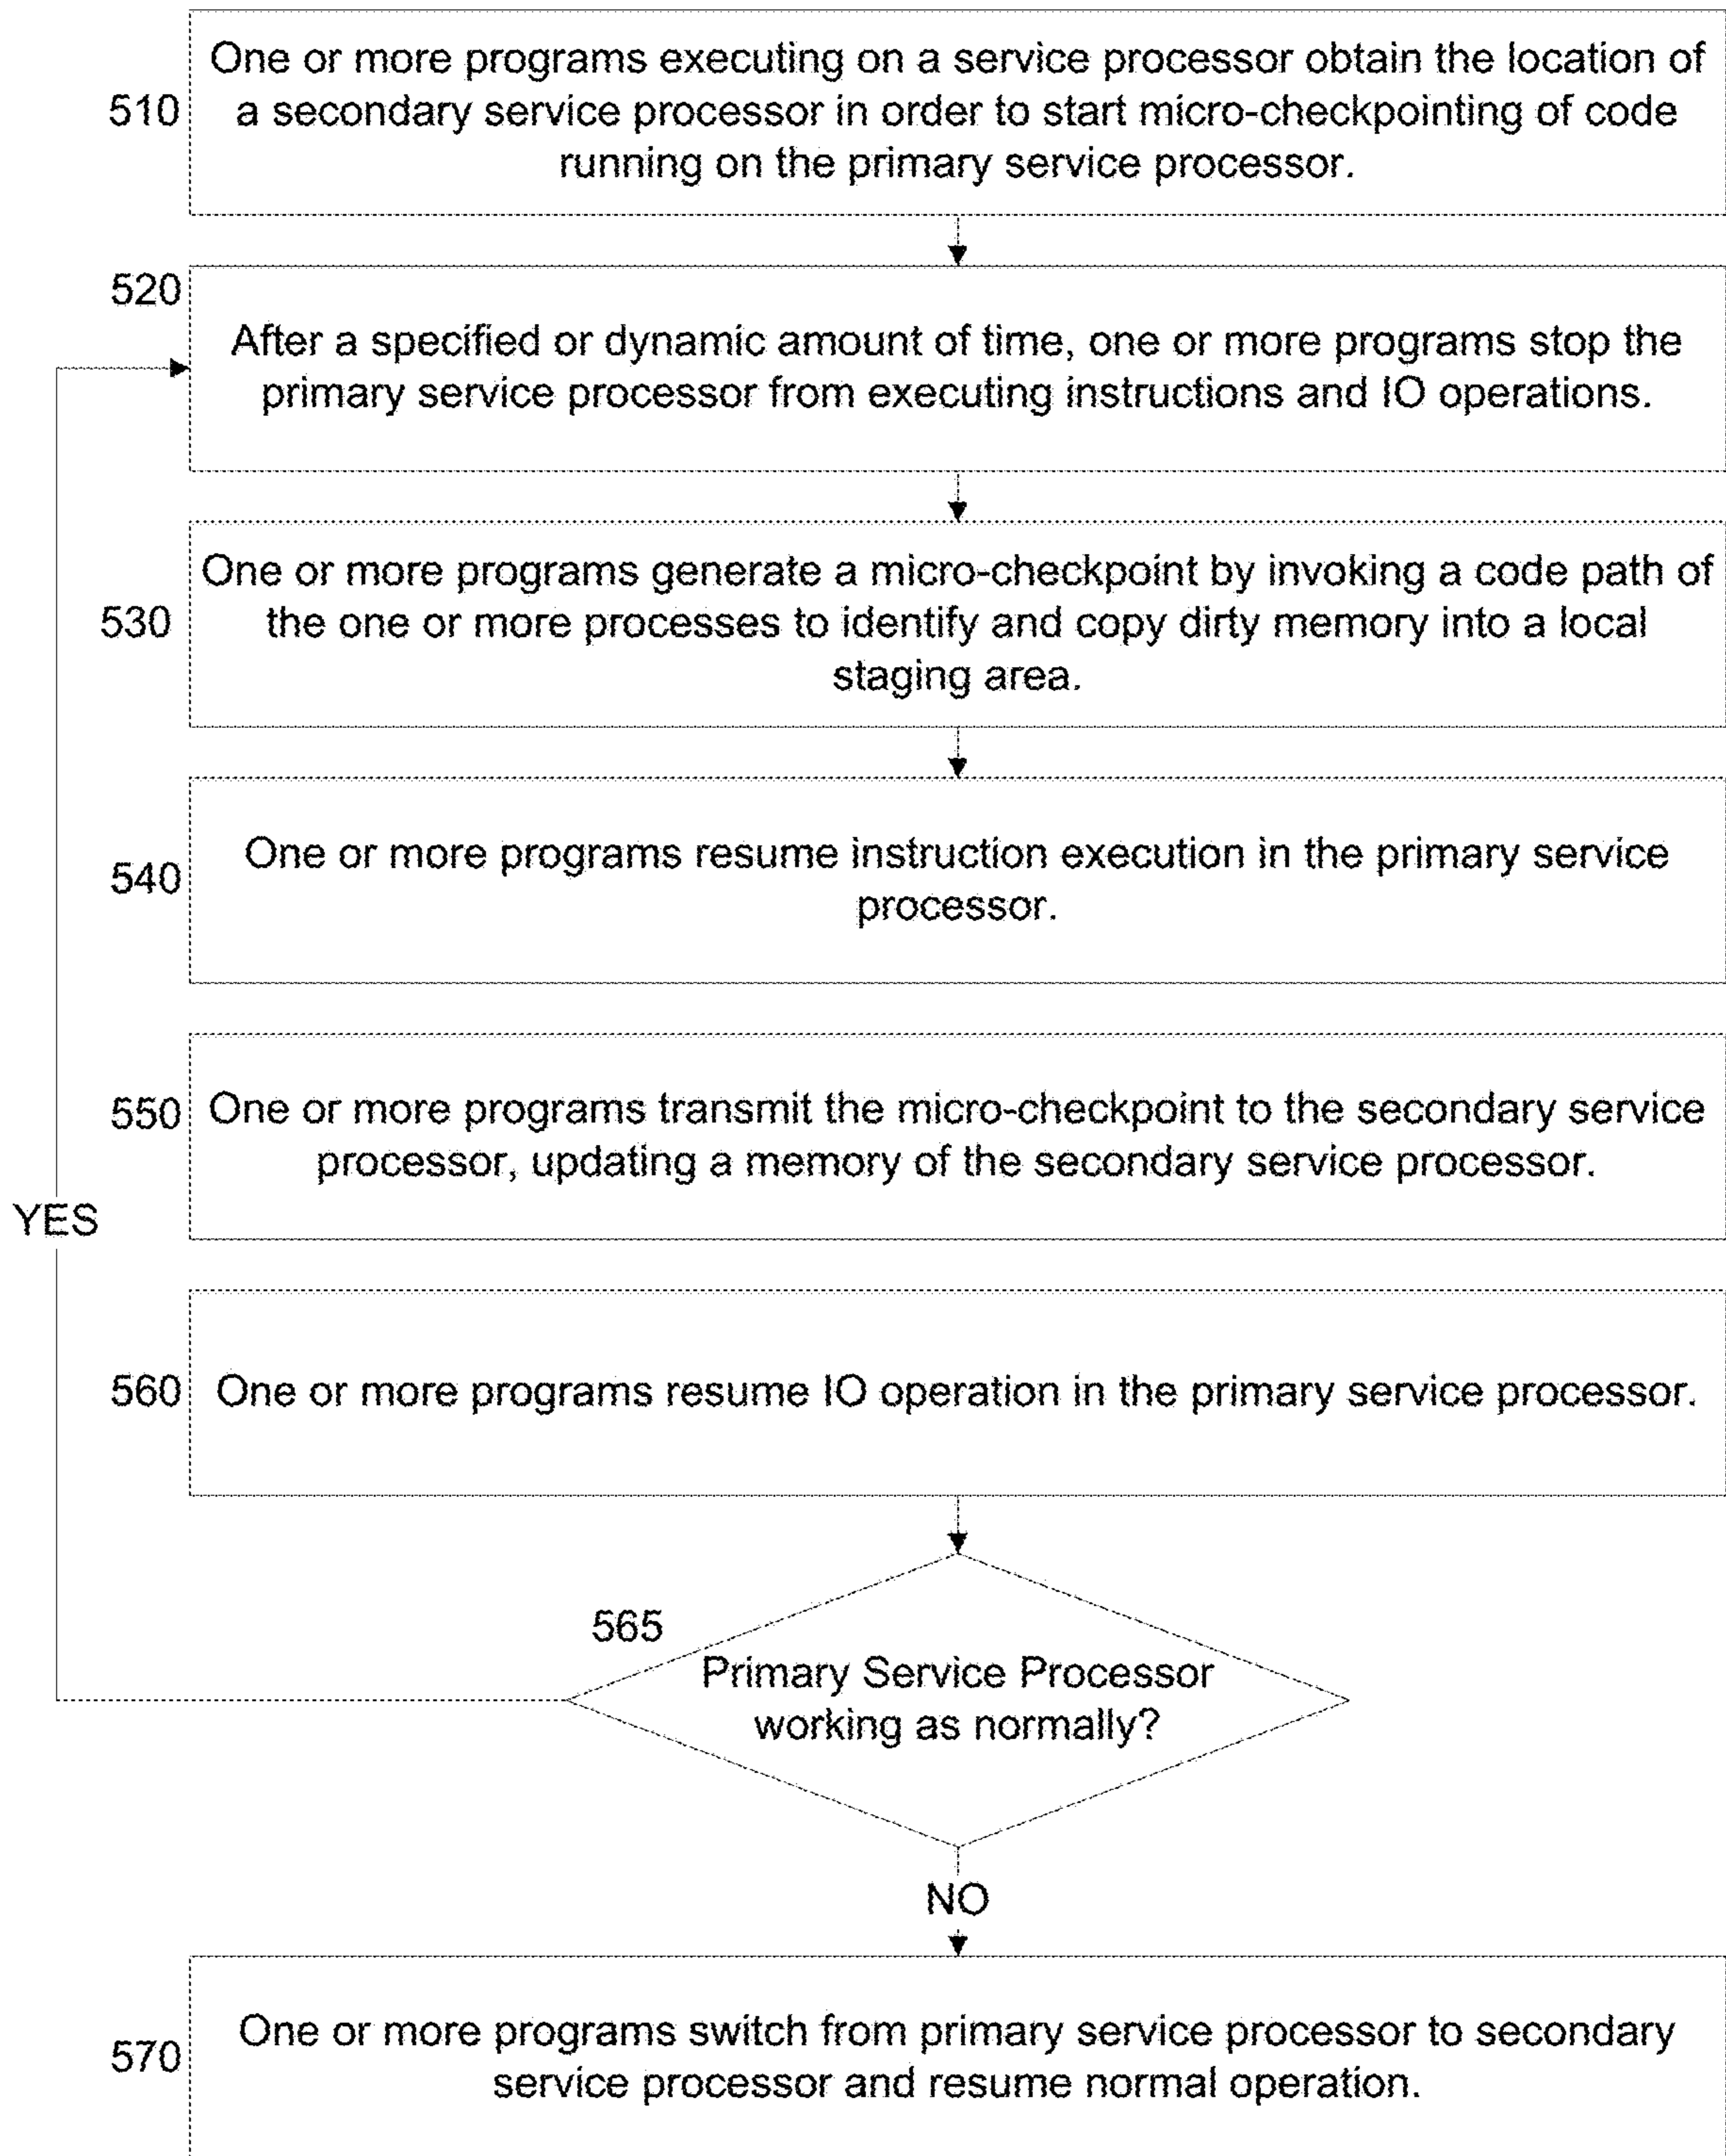 One or more programs executing on a service processor obtain the location of
510
a secondary service processor in order to start micro-checkpointing of code
running on the primary service processor.
520
After a specified or dynamic amount of time, one or more programs stop the
primary service processor from executing instructions and IO operations.
One or more programs generate a micro-checkpoint by invoking a code path of
530
the one or more processes to identify and copy dirty memory into a local
staging area.
540
One or more programs resume instruction execution in the primary service
processor.
550
One or more programs transmit the micro-checkpoint to the secondary service
processor, updating a memory of the secondary service processor.
YES
560
One or more programs resume IO operation in the primary service processor.
565
Primary Service Processor
working as normally?
NO
570
One or more programs switch from primary service processor to secondary
service processor and resume normal operation.